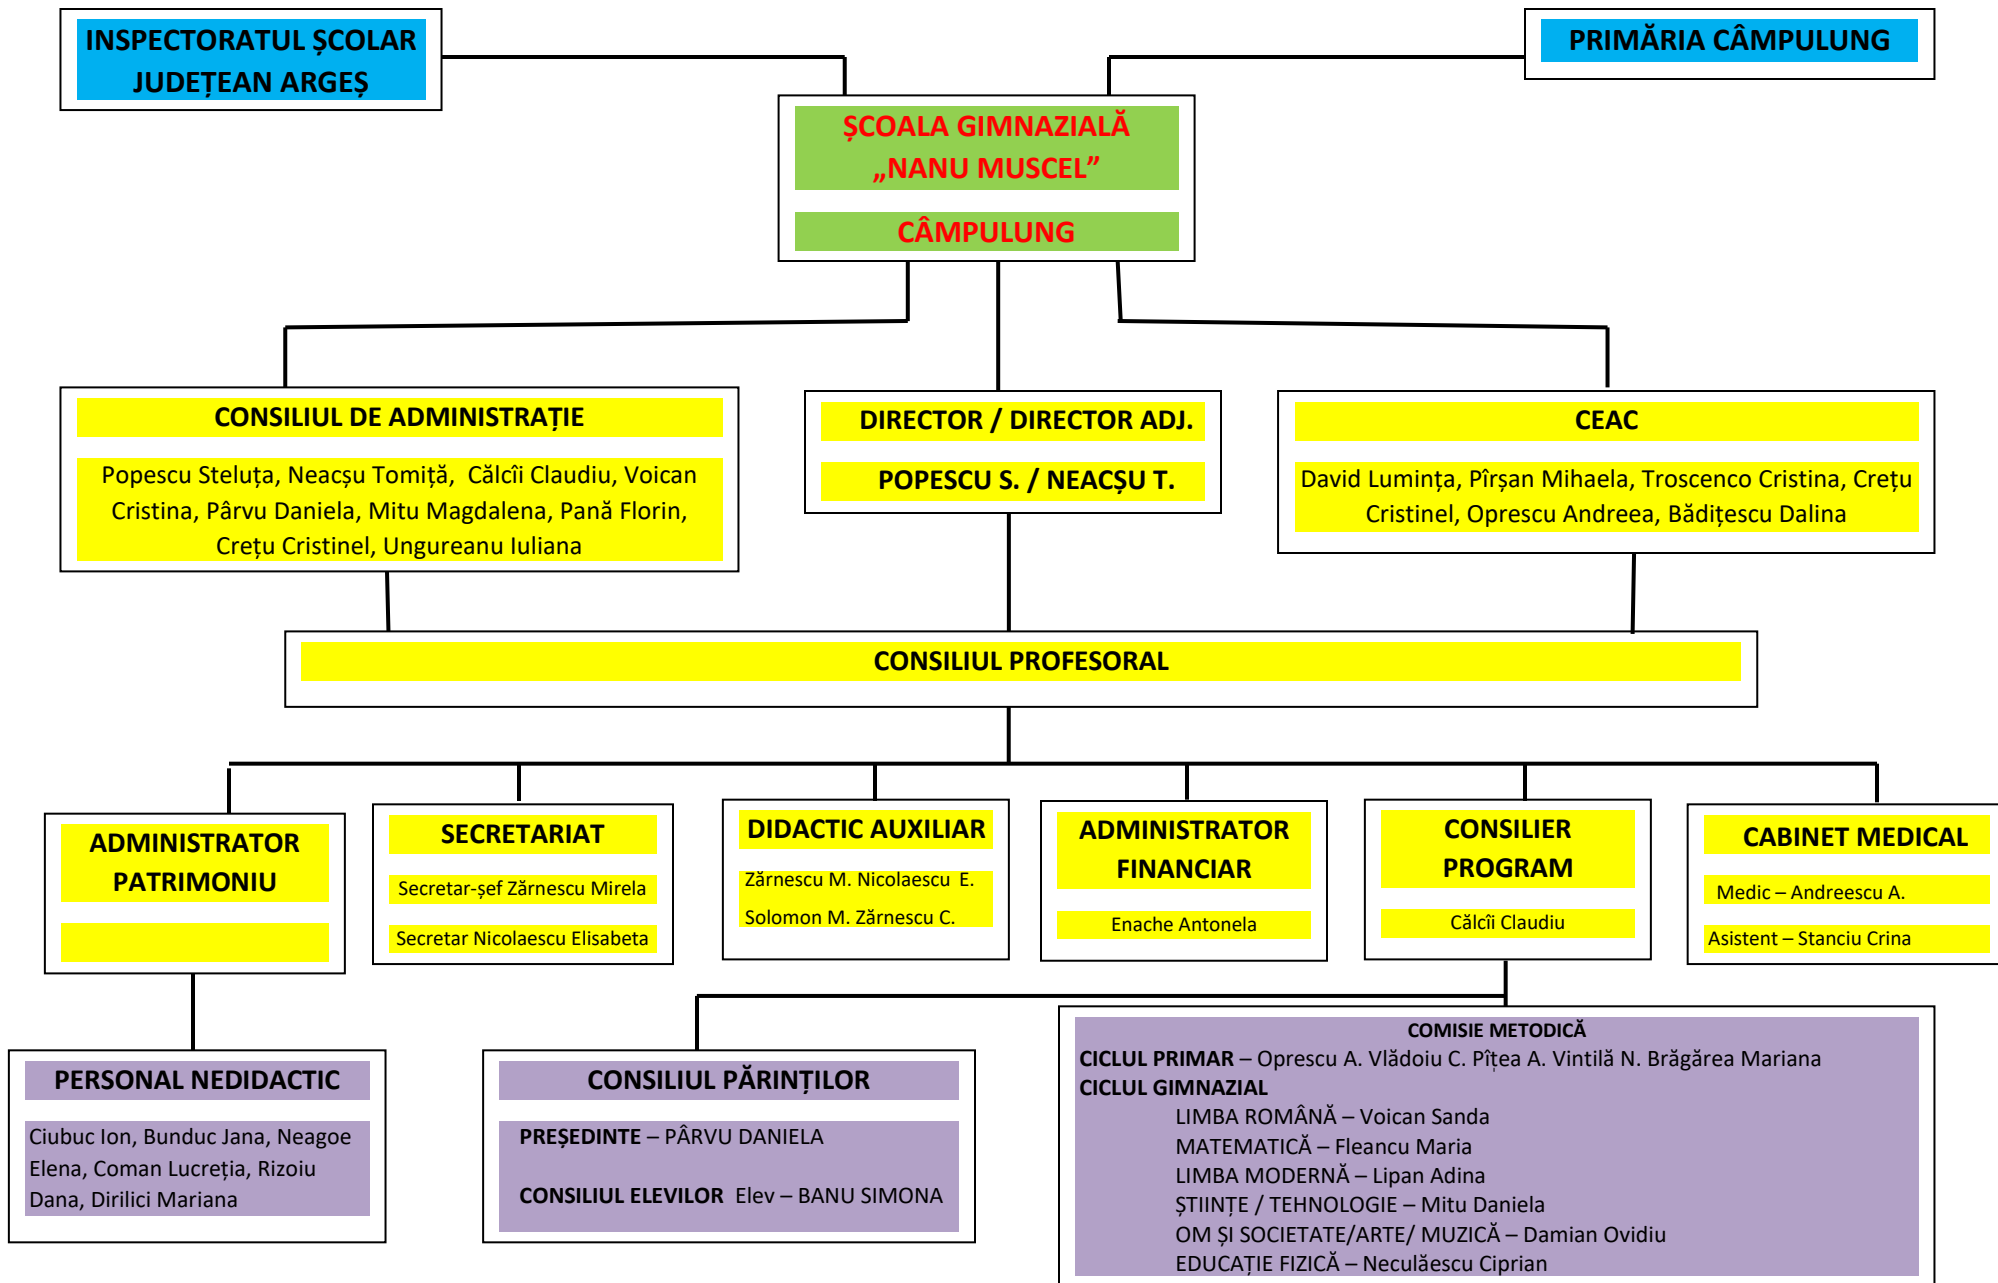 INSPECTORATUL ȘCOLAR
JUDEȚEAN ARGEȘ
PRIMĂRIA CÂMPULUNG
ȘCOALA GIMNAZIALĂ
„NANU MUSCEL”
CÂMPULUNG
CONSILIUL DE ADMINISTRAȚIE
Popescu Steluța, Neacșu Tomiță, Călcîi Claudiu, Voican
Cristina, Pârvu Daniela, Mitu Magdalena, Pană Florin,
Crețu Cristinel, Ungureanu Iuliana
DIRECTOR / DIRECTOR ADJ.
POPESCU S. / NEACȘU T.
CEAC
David Lumința, Pîrșan Mihaela, Troscenco Cristina, Crețu
Cristinel, Oprescu Andreea, Bădițescu Dalina
CONSILIUL PROFESORAL
ADMINISTRATOR
PATRIMONIU
SECRETARIAT
Secretar-șef Zărnescu Mirela
Secretar Nicolaescu Elisabeta
DIDACTIC AUXILIAR
Zărnescu M. Nicolaescu E.
Solomon M. Zărnescu C.
ADMINISTRATOR
FINANCIAR
Enache Antonela
CONSILIER
PROGRAM
Călcîi Claudiu
CABINET MEDICAL
Medic – Andreescu A.
Asistent – Stanciu Crina
PERSONAL NEDIDACTIC
Ciubuc Ion, Bunduc Jana, Neagoe
Elena, Coman Lucreția, Rizoiu
Dana, Dirilici Mariana
CONSILIUL PĂRINȚILOR
PREȘEDINTE – PÂRVU DANIELA
CONSILIUL ELEVILOR Elev – BANU SIMONA
COMISIE METODICĂ
CICLUL PRIMAR – Oprescu A. Vlădoiu C. Pîțea A. Vintilă N. Brăgărea Mariana
CICLUL GIMNAZIAL
LIMBA ROMÂNĂ – Voican Sanda
MATEMATICĂ – Fleancu Maria
LIMBA MODERNĂ – Lipan Adina
ȘTIINȚE / TEHNOLOGIE – Mitu Daniela
OM ȘI SOCIETATE/ARTE/ MUZICĂ – Damian Ovidiu
EDUCAȚIE FIZICĂ – Neculăescu Ciprian